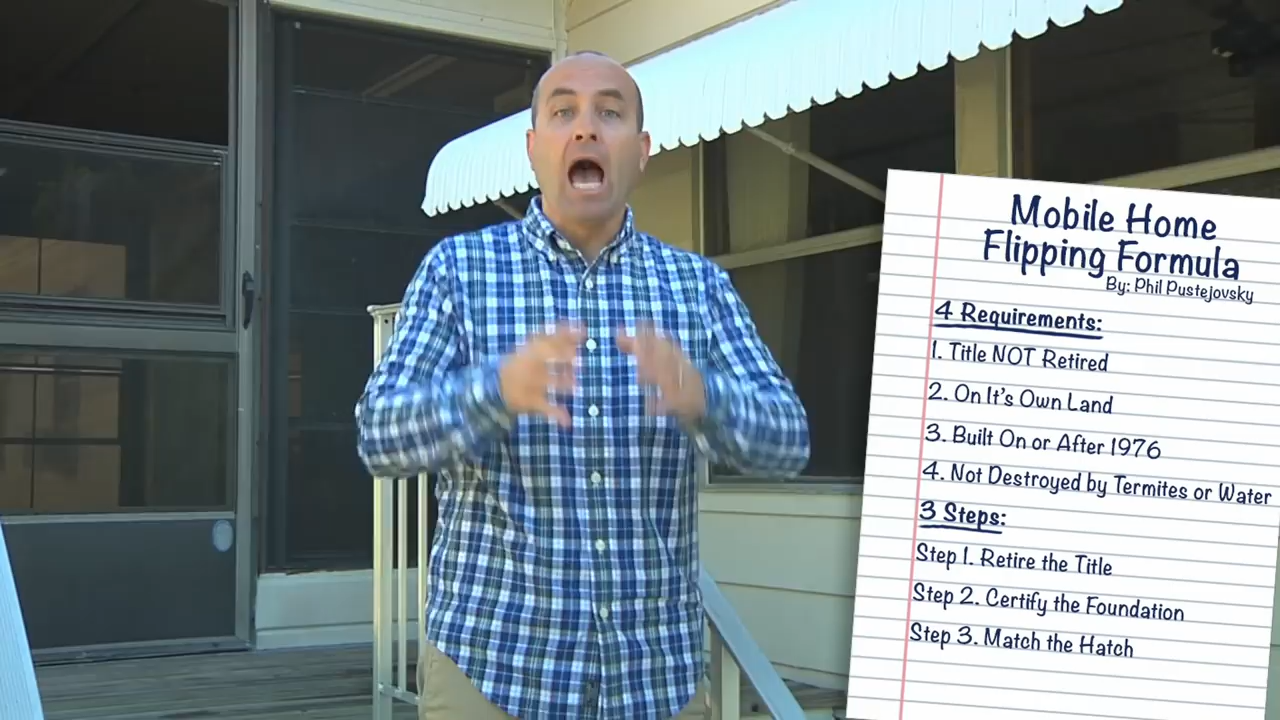 Mobile Home
Flipping Formula
By: Phil Pustejovsky
4 Requirements:
1. Title NOT Retired
2. On It's Own Land
3. Built On or After 1976
4. Not Destroyed by Termites or Water
3 Steps:
Step 1. Retire the Title
Step 2. Certify the Foundation
Step 3. Match the Hatch